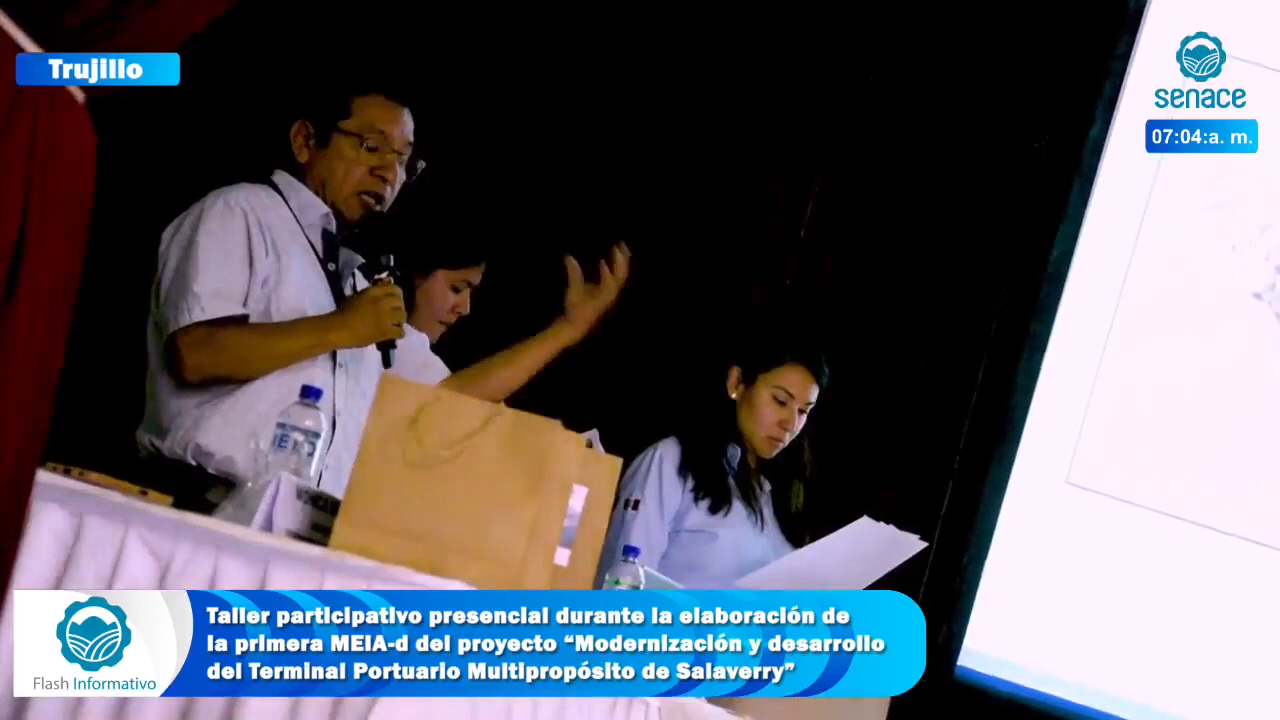 Trujillo
senace
07:04:a. m.
Taller participativo presencial durante la elaboración de
la primera MEIA-d del proyecto “Modernización y desarrollo
del Terminal Portuario Multipropósito de Salaverry”
Flash Informativo